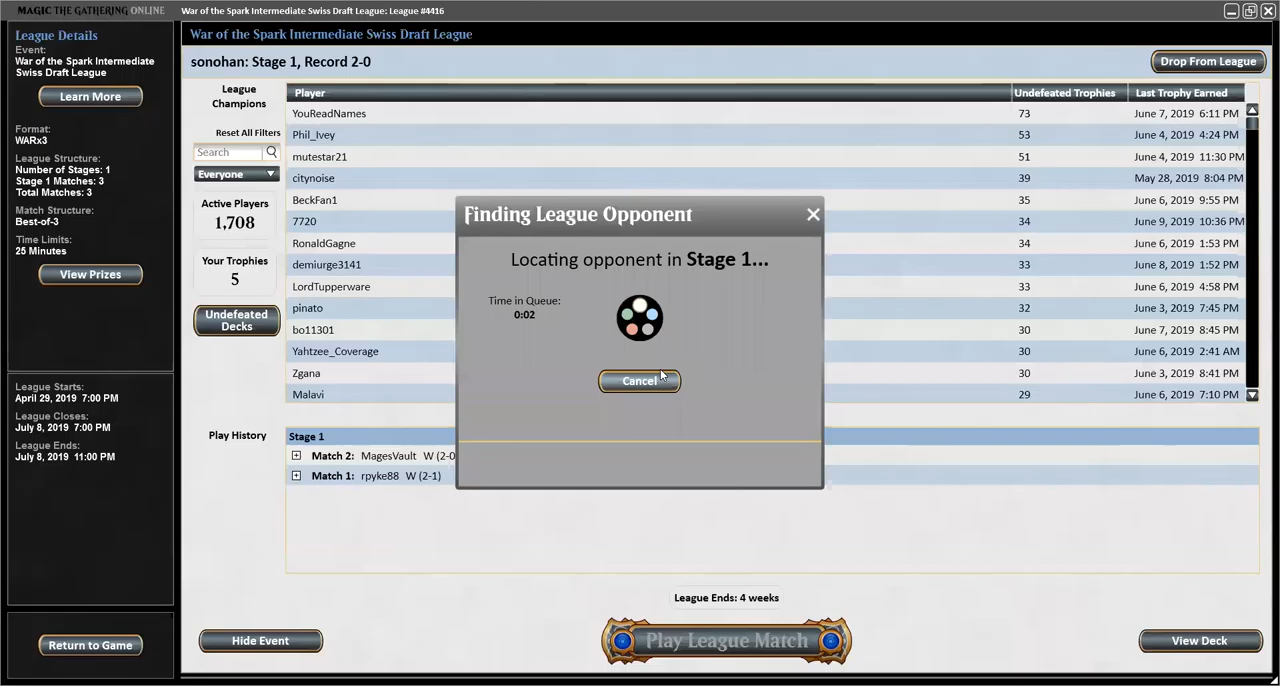 MAGIC THE GATHERING ONLINE
War of the Spark Intermediate Swiss Draft League: League #4416
League Details
Event:
War of the Spark Intermediate
Swiss Draft League
Learn More
Format:
WARx3
League Structure:
Number of Stages: 1
Stage 1 Matches: 3
Total Matches: 3
Match Structure:
Best-of-3
Time Limits:
25 Minutes
View Prizes
League Starts:
April 29, 2019 7:00 PM
League Closes:
July 8, 2019 7:00 PM
League Ends:
July 8, 2019 11:00 PM
Return to Game
War of the Spark Intermediate Swiss Draft League
sonohan: Stage 1, Record 2-0
Drop From League
League
Champions
Reset All Filters
Search
Everyone
Active Players
1,708
Your Trophies
5
Undefeated
Decks
Player Undefeated Trophies Last Trophy Earned
YouReadNames 73 June 7, 2019 6:11 PM
Phil_Ivey 53 June 4, 2019 4:24 PM
mutestar21 51 June 4, 2019 11:30 PM
citynoise 39 May 28, 2019 8:04 PM
BeckFan1 35 June 6, 2019 9:55 PM
7720 34 June 9, 2019 10:36 PM
RonaldGagne 34 June 6, 2019 1:53 PM
demiurge3141 33 June 8, 2019 1:52 PM
LordTupperware 33 June 6, 2019 4:58 PM
pinato 32 June 3, 2019 7:45 PM
bo11301 30 June 7, 2019 8:45 PM
Yahtzee_Coverage 30 June 6, 2019 2:41 AM
Zgana 30 June 3, 2019 8:41 PM
Malavi 29 June 6, 2019 7:10 PM
Finding League Opponent
Locating opponent in Stage 1...
Time in Queue:
0:02
Cancel
Play History
Stage 1
Match 2: MagesVault W (2-0
Match 1: rpyke88 W (2-1)
League Ends: 4 weeks
Hide Event
Play League Match
View Deck